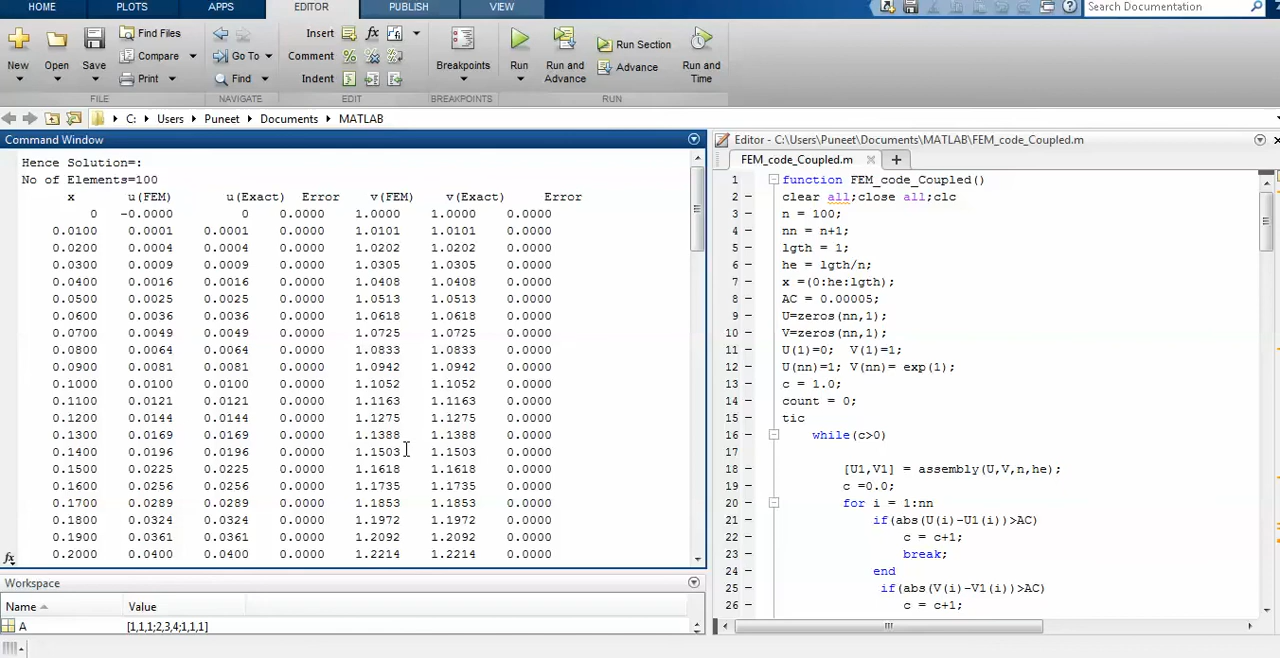 HOME PLOTS APPS EDITOR PUBLISH VIEW Search Documentation
New Open Save Find Files Compare Print
Go To Find
Insert fx
Comment
Indent
Breakpoints
Run Run and Advance Run Section Advance Run and Time
FILE NAVIGATE EDIT BREAKPOINTS RUN
C: Users Puneet Documents MATLAB
Command Window
Hence Solution=:
No of Elements=100
x u(FEM) u(Exact) Error v(FEM) v(Exact) Error
0 -0.0000 0 0.0000 1.0000 1.0000 0.0000
0.0100 0.0001 0.0001 0.0000 1.0101 1.0101 0.0000
0.0200 0.0004 0.0004 0.0000 1.0202 1.0202 0.0000
0.0300 0.0009 0.0009 0.0000 1.0305 1.0305 0.0000
0.0400 0.0016 0.0016 0.0000 1.0408 1.0408 0.0000
0.0500 0.0025 0.0025 0.0000 1.0513 1.0513 0.0000
0.0600 0.0036 0.0036 0.0000 1.0618 1.0618 0.0000
0.0700 0.0049 0.0049 0.0000 1.0725 1.0725 0.0000
0.0800 0.0064 0.0064 0.0000 1.0833 1.0833 0.0000
0.0900 0.0081 0.0081 0.0000 1.0942 1.0942 0.0000
0.1000 0.0100 0.0100 0.0000 1.1052 1.1052 0.0000
0.1100 0.0121 0.0121 0.0000 1.1163 1.1163 0.0000
0.1200 0.0144 0.0144 0.0000 1.1275 1.1275 0.0000
0.1300 0.0169 0.0169 0.0000 1.1388 1.1388 0.0000
0.1400 0.0196 0.0196 0.0000 1.1503 1.1503 0.0000
0.1500 0.0225 0.0225 0.0000 1.1618 1.1618 0.0000
0.1600 0.0256 0.0256 0.0000 1.1735 1.1735 0.0000
0.1700 0.0289 0.0289 0.0000 1.1853 1.1853 0.0000
0.1800 0.0324 0.0324 0.0000 1.1972 1.1972 0.0000
0.1900 0.0361 0.0361 0.0000 1.2092 1.2092 0.0000
0.2000 0.0400 0.0400 0.0000 1.2214 1.2214 0.0000
fx
Workspace
Name Value
A [1,1,1;2,3,4;1,1,1]
Editor - C:\Users\Puneet\Documents\MATLAB\FEM_code_Coupled.m
FEM_code_Coupled.m
1 function FEM_code_Coupled()
2 clear all;close all;clc
3 n = 100;
4 nn = n+1;
5 lgth = 1;
6 he = lgth/n;
7 x =(0:he:lgth);
8 AC = 0.00005;
9 U=zeros(nn,1);
10 V=zeros(nn,1);
11 U(1)=0; V(1)=1;
12 U(nn)=1; V(nn)= exp(1);
13 c = 1.0;
14 count = 0;
15 tic
16 while(c>0)
17
18 [U1,V1] = assembly(U,V,n,he);
19 c =0.0;
20 for i = 1:nn
21 if(abs(U(i)-U1(i))>AC)
22 c = c+1;
23 break;
24 end
25 if(abs(V(i)-V1(i))>AC)
26 c = c+1;